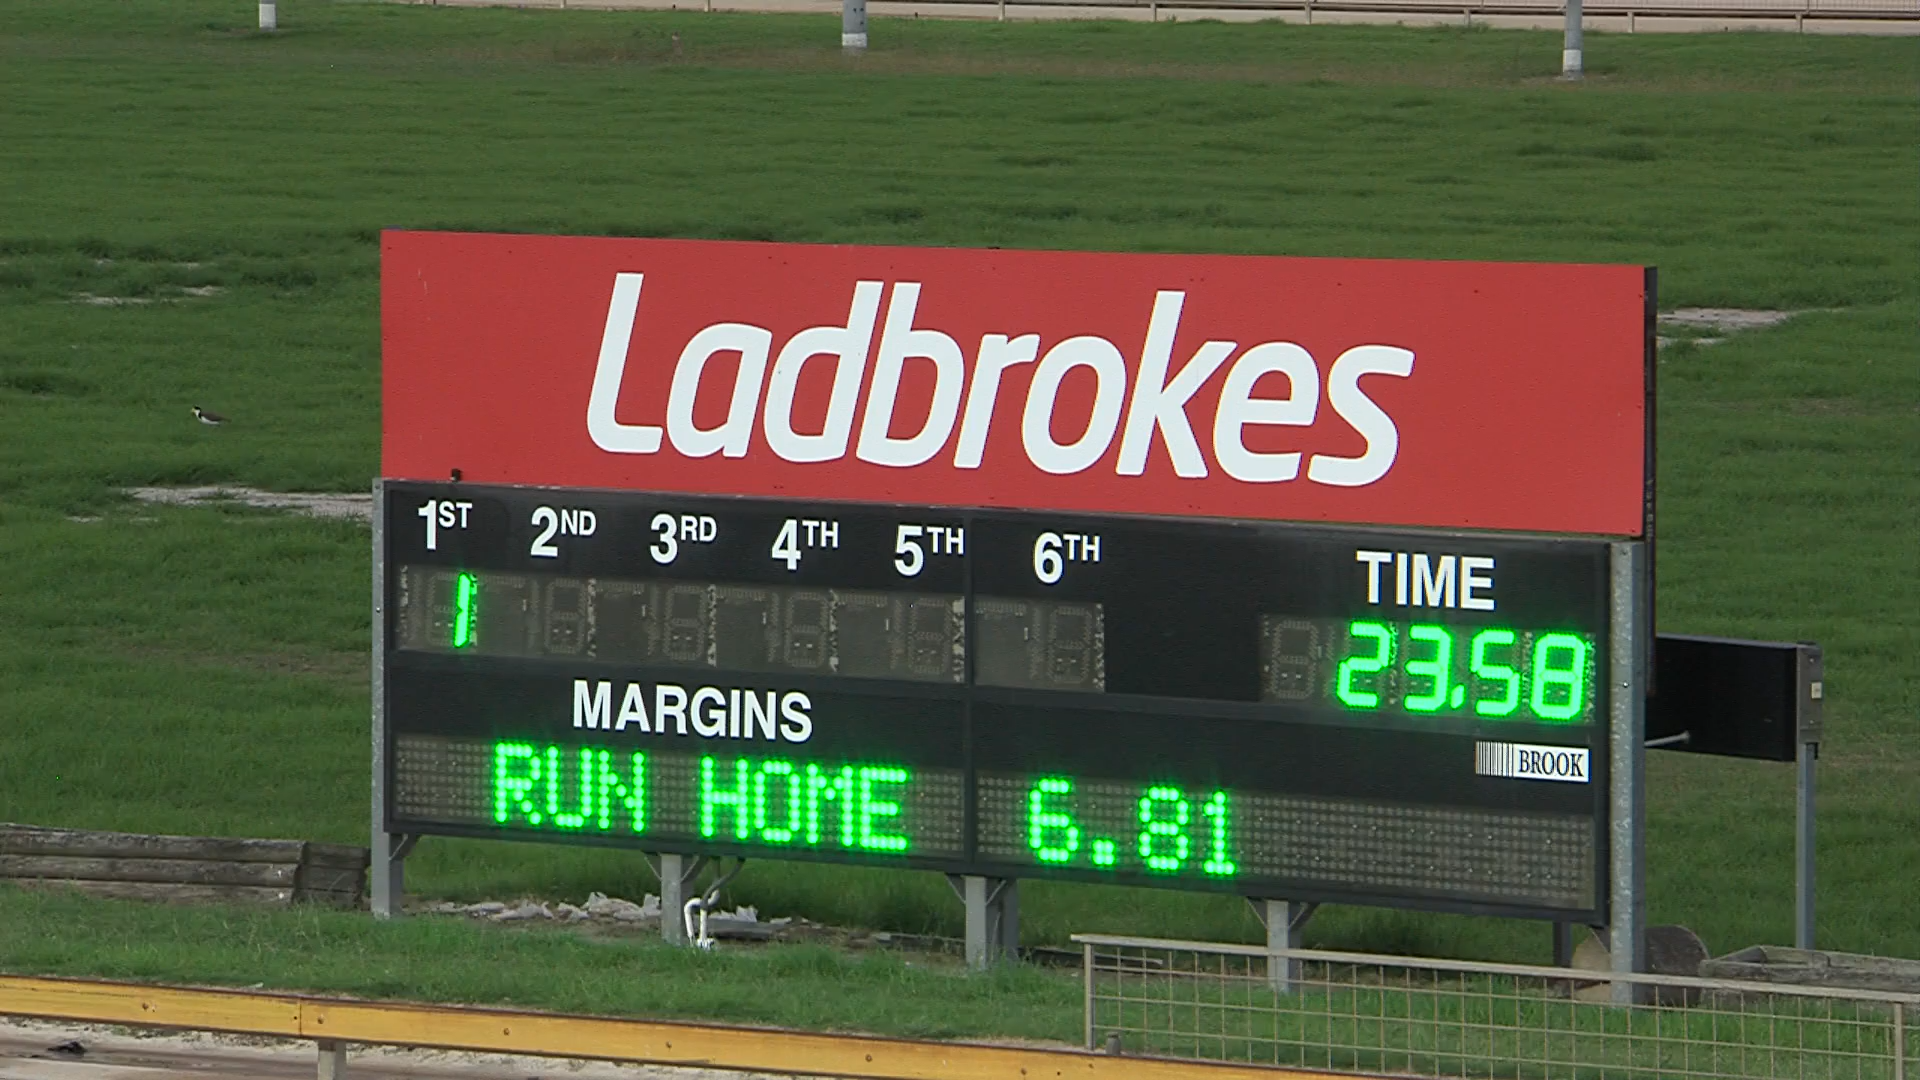 Ladbrokes
1ST 2ND 3RD 4TH 5TH 6TH TIME
1 23.58
MARGINS
BROOK
RUN HOME 6.81